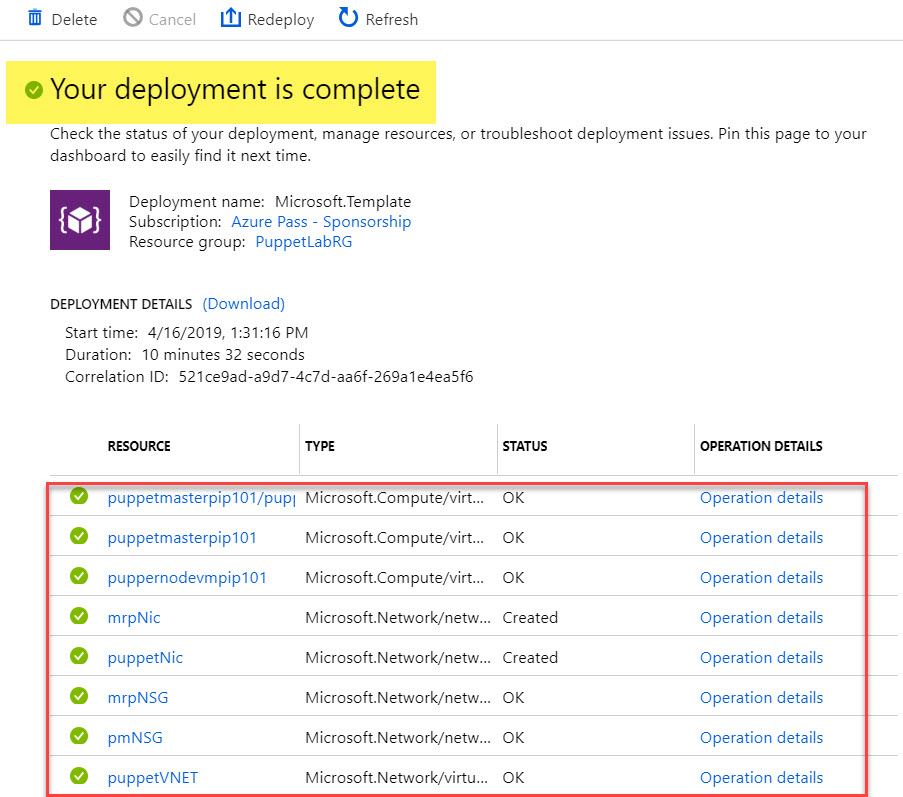 Delete Cancel Redeploy Refresh
Your deployment is complete
Check the status of your deployment, manage resources, or troubleshoot deployment issues. Pin this page to your
dashboard to easily find it next time.
Deployment name: Microsoft.Template
Subscription: Azure Pass - Sponsorship
Resource group: PuppetLabRG
DEPLOYMENT DETAILS (Download)
Start time: 4/16/2019, 1:31:16 PM
Duration: 10 minutes 32 seconds
Correlation ID: 521ce9ad-a9d7-4c7d-aa6f-269a1e4ea5f6
RESOURCE TYPE STATUS OPERATION DETAILS
puppetmasterpip101/pupp Microsoft.Compute/virt... OK Operation details
puppetmasterpip101 Microsoft.Compute/virt... OK Operation details
puppernodevmpip101 Microsoft.Compute/virt... OK Operation details
mrpNic Microsoft.Network/netw... Created Operation details
puppetNic Microsoft.Network/netw... Created Operation details
mrpNSG Microsoft.Network/netw... OK Operation details
pmNSG Microsoft.Network/netw... OK Operation details
puppetVNET Microsoft.Network/virtu... OK Operation details